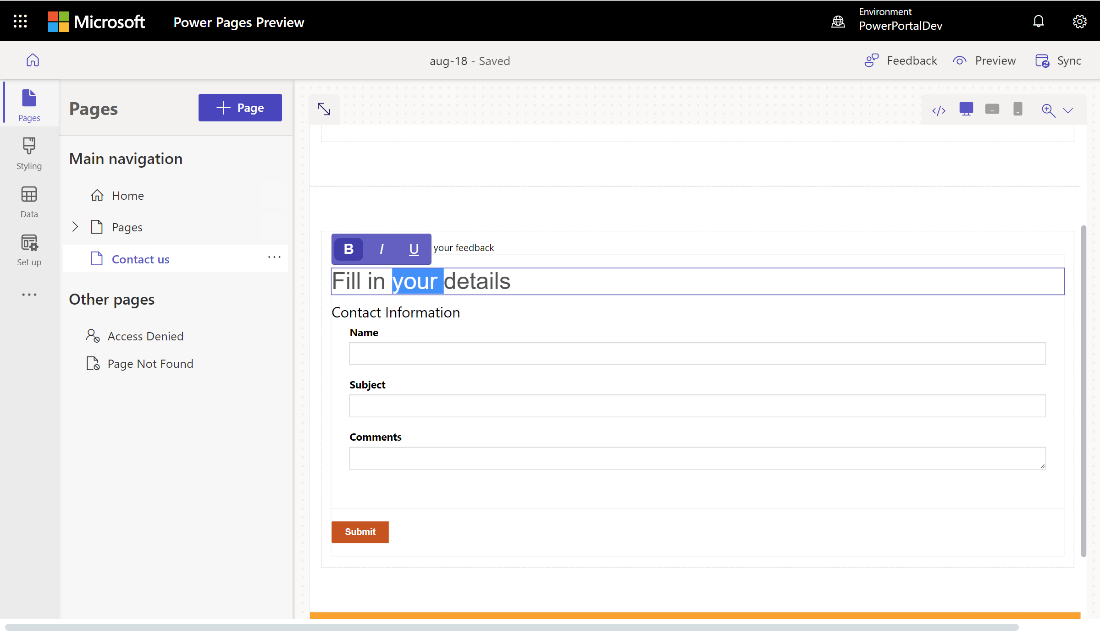 Microsoft Power Pages Preview
Environment
PowerPortalDev
aug-18 - Saved
Feedback
Preview
Sync
Pages
Styling
Data
Set up
Pages
+ Page
Main navigation
Home
Pages
Contact us
Other pages
Access Denied
Page Not Found
B I U your feedback
Fill in your details
Contact Information
Name
Subject
Comments
Submit